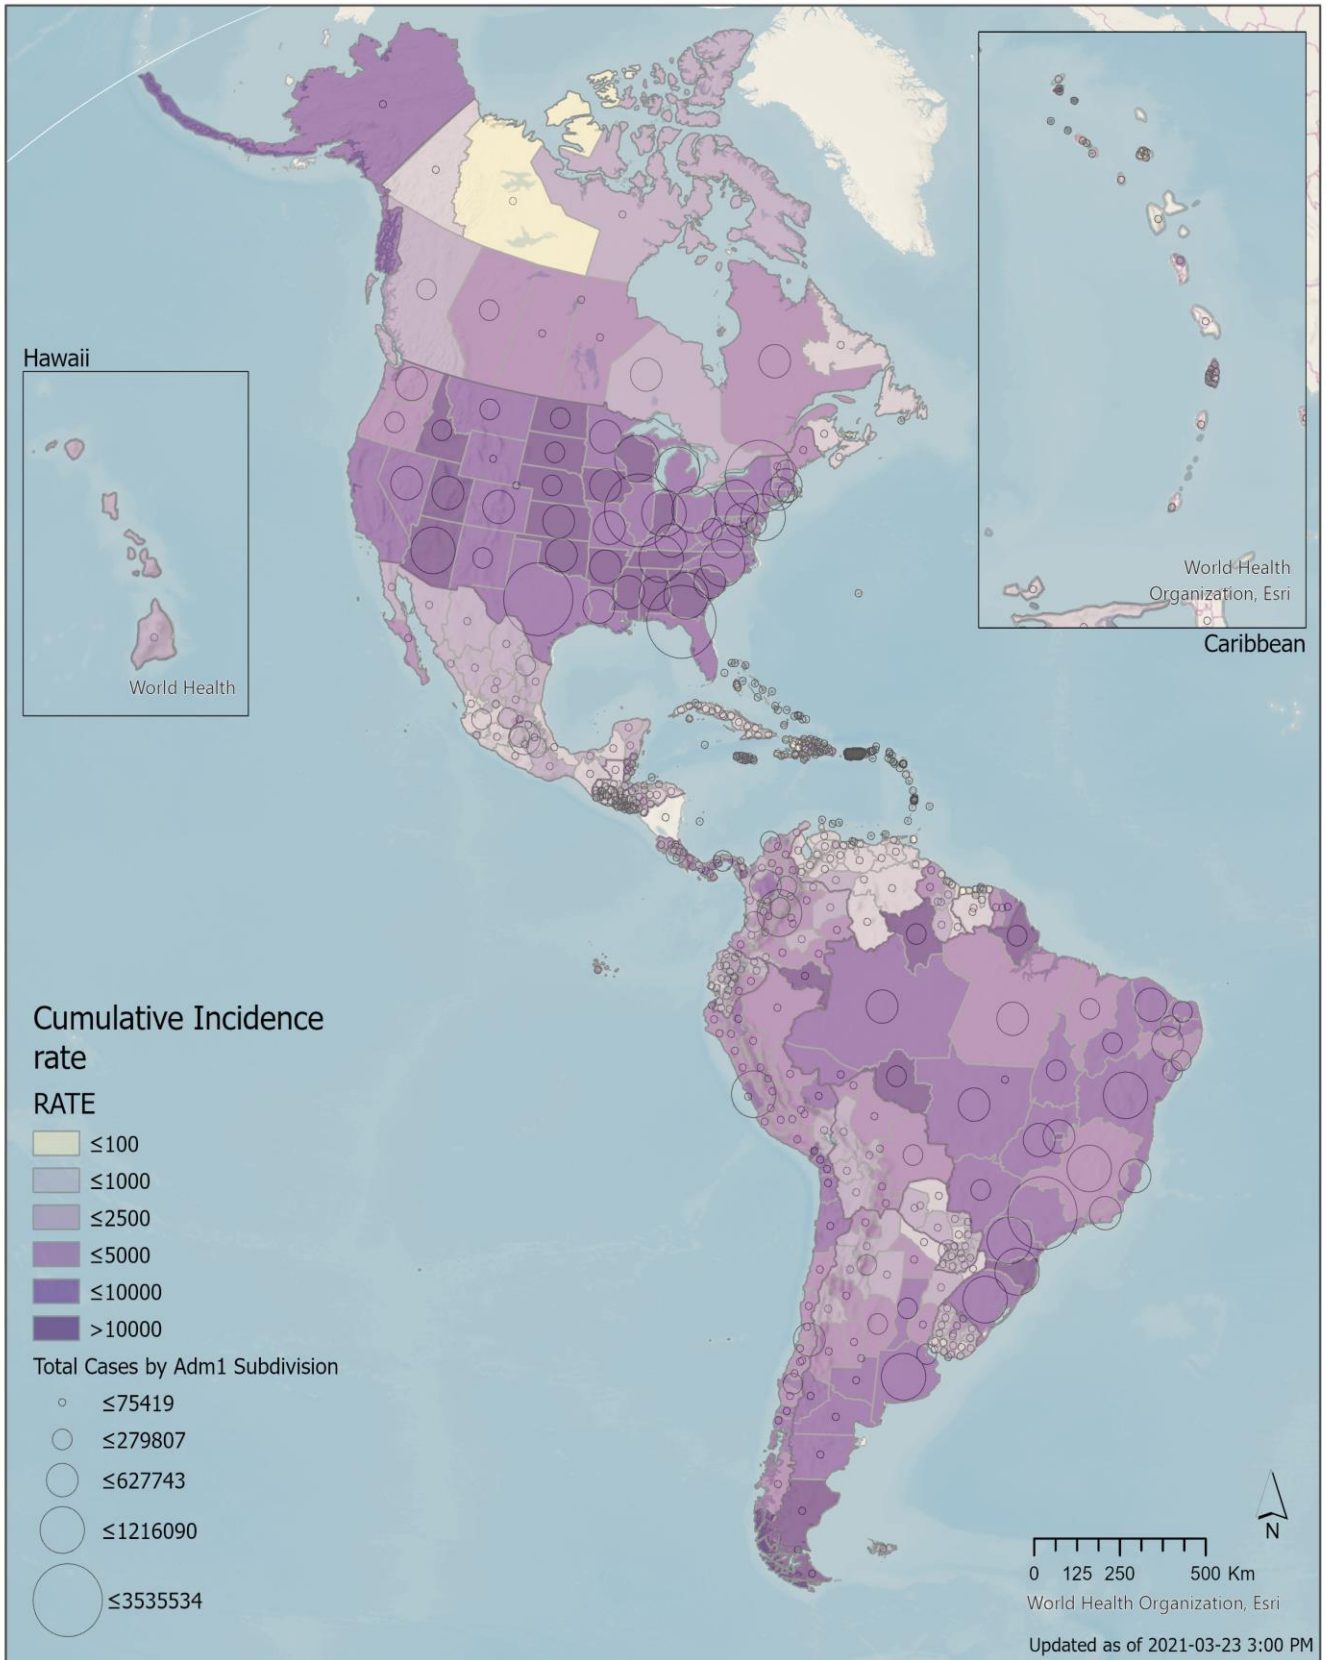 Hawaii
World Health
World Health
Organization, Esri
Caribbean
Cumulative Incidence
rate
RATE
≤100
≤1000
≤2500
≤5000
≤10000
>10000
Total Cases by Adm1 Subdivision
≤75419
≤279807
≤627743
≤1216090
≤3535534
N
0 125 250 500 Km
World Health Organization, Esri
Updated as of 2021-03-23 3:00 PM